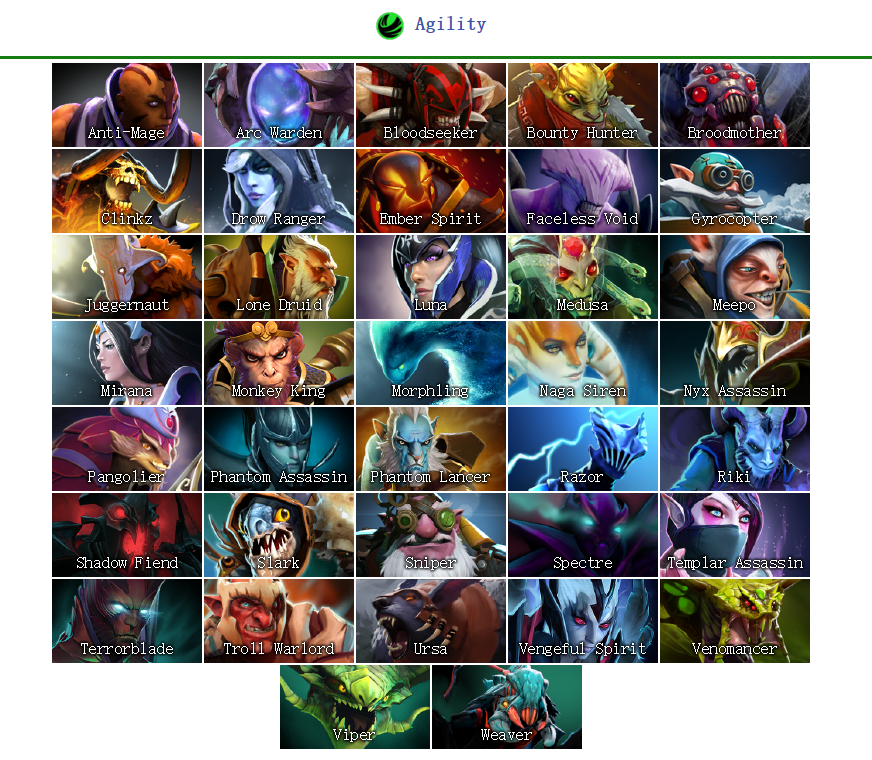 Agility
Anti-Mage Arc Warden Bloodseeker Bounty Hunter Broodmother
Clinkz Drow Ranger Ember Spirit Faceless Void Gyrocopter
Juggernaut Lone Druid Luna Medusa Meepo
Mirana Monkey King Morphling Naga Siren Nyx Assassin
Pangolier Phantom Assassin Phantom Lancer Razor Riki
Shadow Fiend Slark Sniper Spectre Templar Assassin
Terrorblade Troll Warlord Ursa Vengeful Spirit Venomancer
Viper Weaver